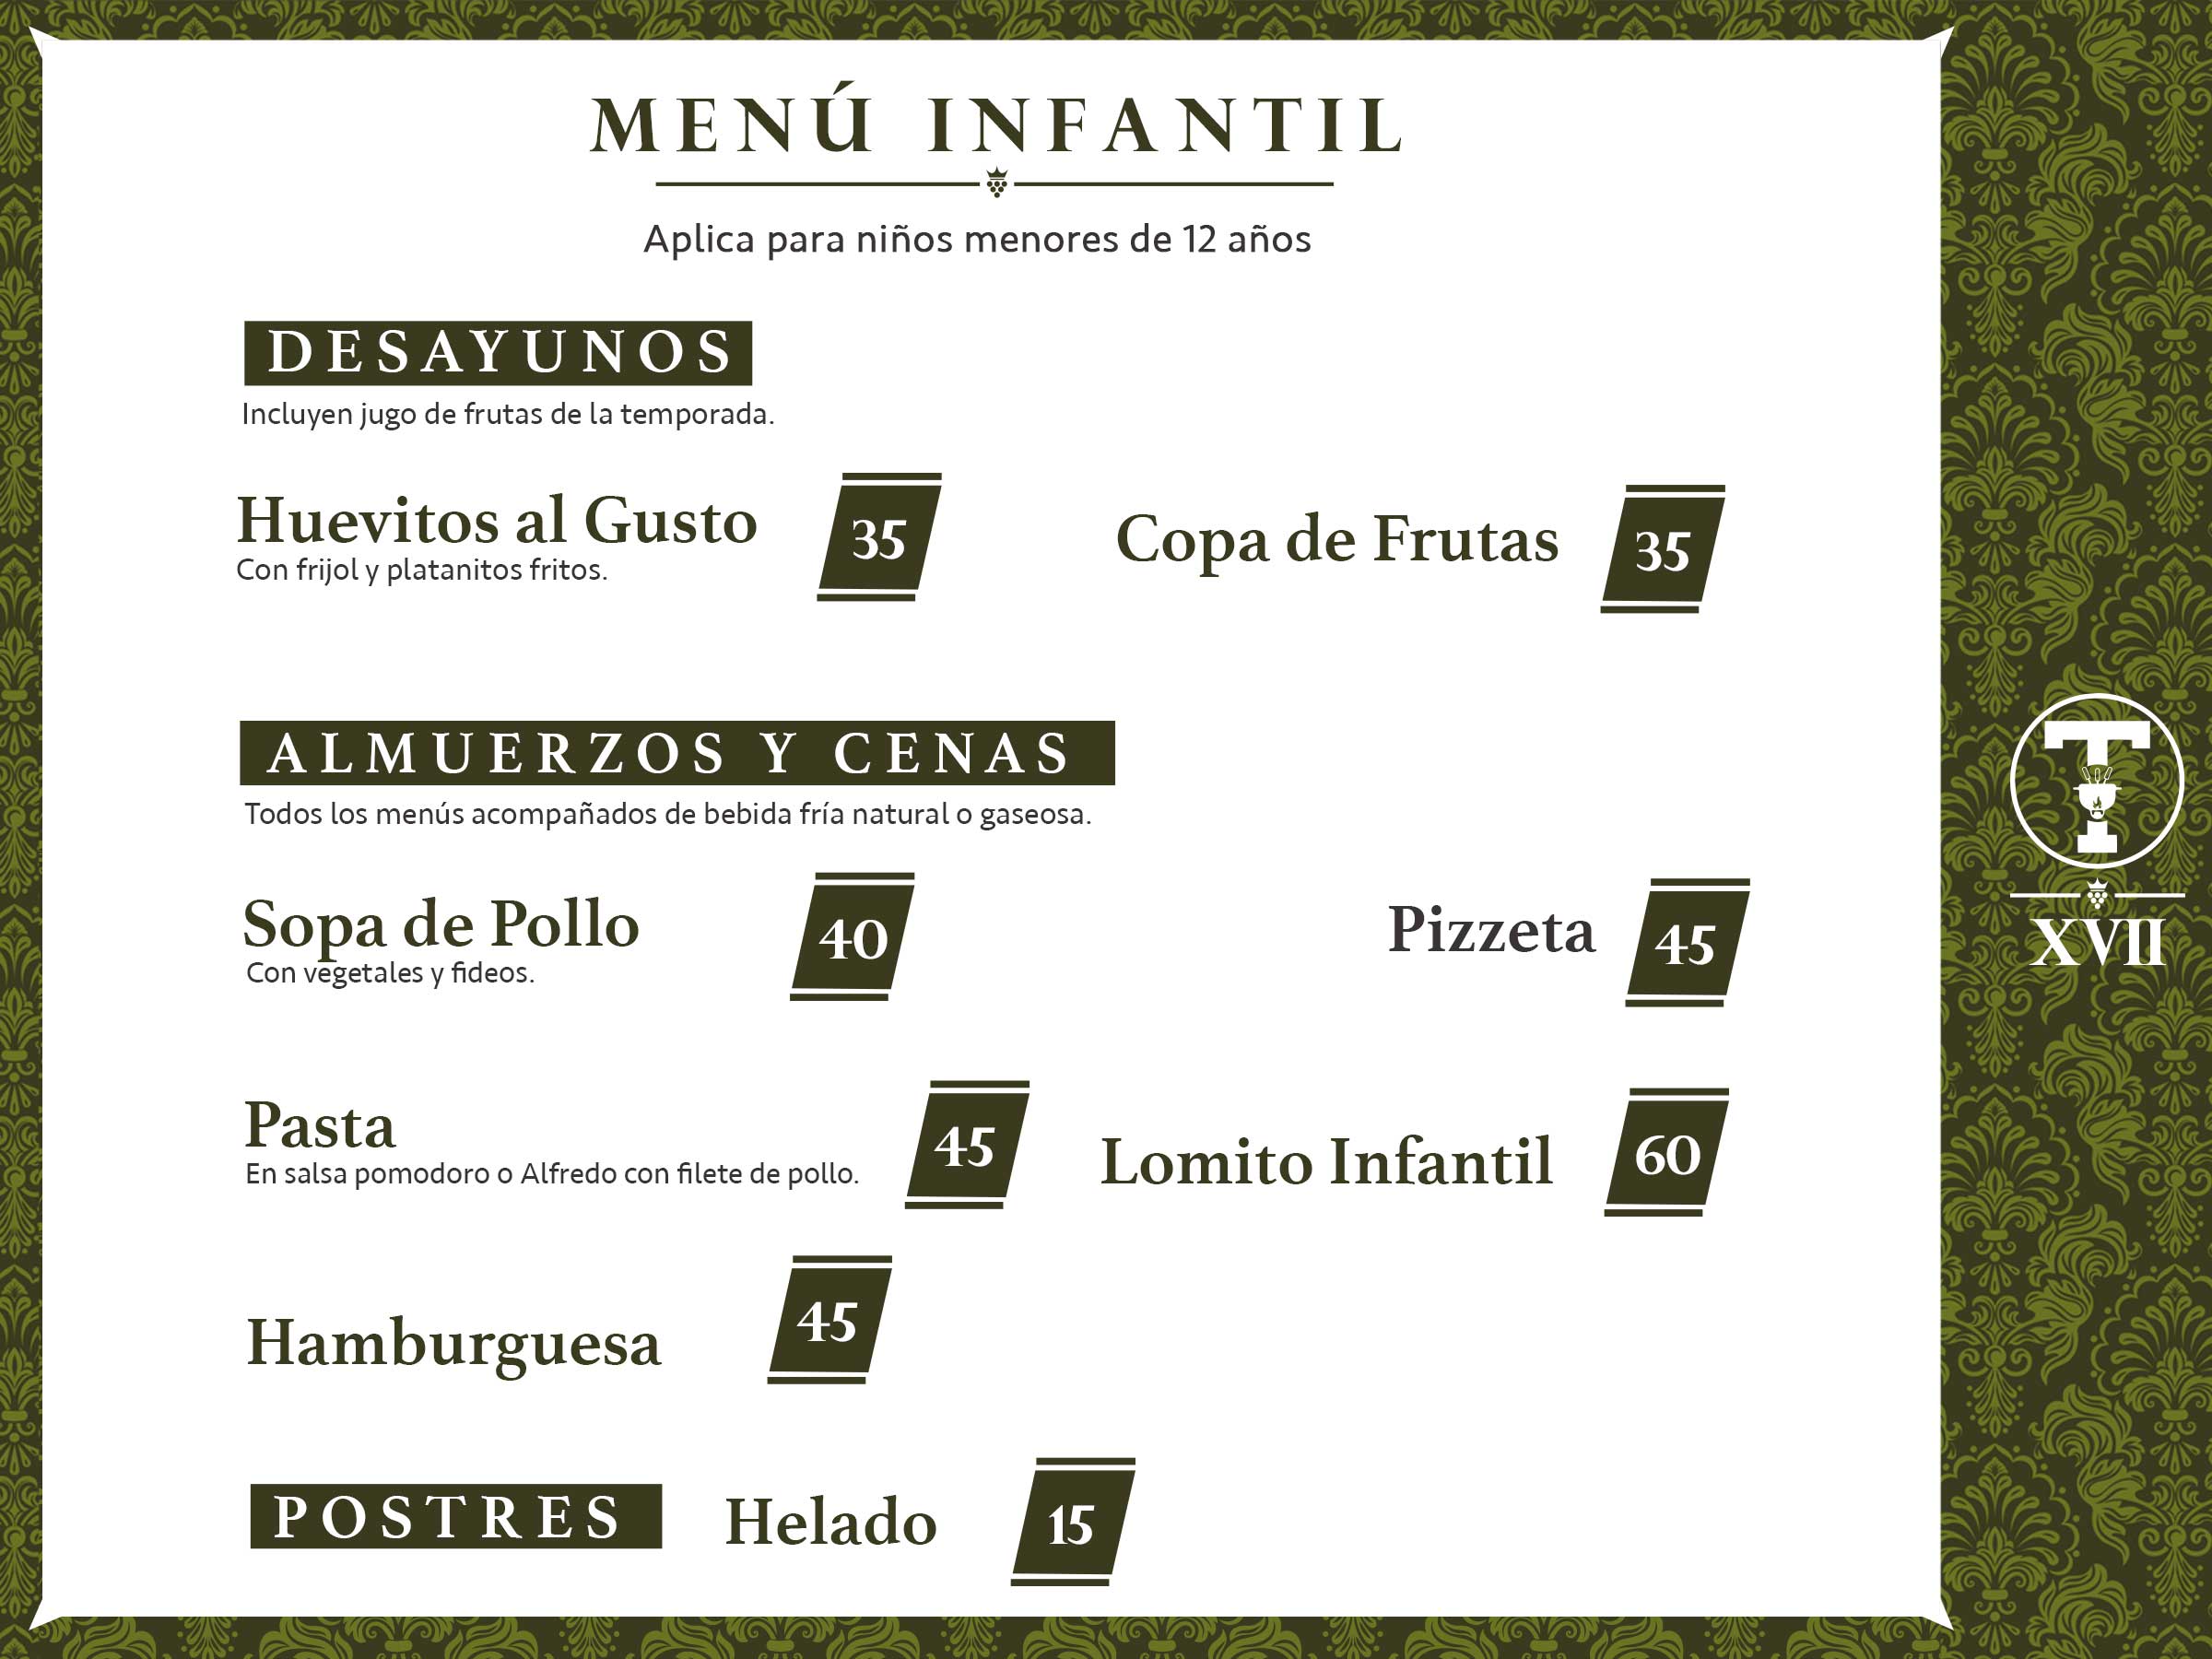 MENÚ INFANTIL
Aplica para niños menores de 12 años
DESAYUNOS
Incluyen jugo de frutas de la temporada.
Huevitos al Gusto
Con frijol y platanitos fritos.
35
Copa de Frutas
35
ALMUERZOS Y CENAS
Todos los menús acompañados de bebida fría natural o gaseosa.
Sopa de Pollo
Con vegetales y fideos.
40
Pizzeta
45
Pasta
En salsa pomodoro o Alfredo con filete de pollo.
45
Lomito Infantil
60
Hamburguesa
45
POSTRES
Helado
15
T
XVII